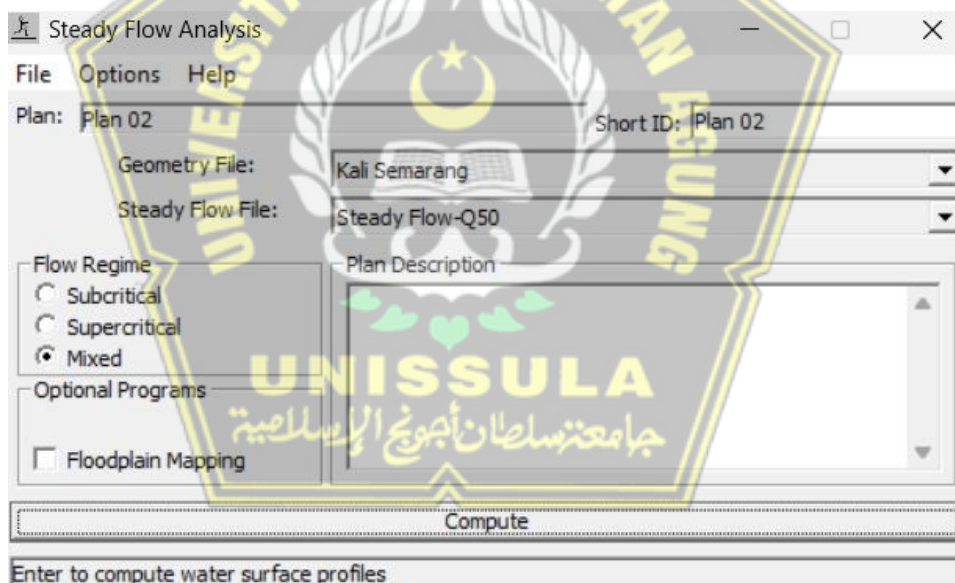 Steady Flow Analysis
File Options Help
Plan: Plan 02 Short ID: Plan 02
Geometry File: Kali Semarang
Steady Flow File: Steady Flow-Q50
Flow Regime
Subcritical
Supercritical
Mixed
Optional Programs
Floodplain Mapping
Plan Description
UNISSULA
جامعة سلطان أجونج الإسلامية
Compute
Enter to compute water surface profiles
AGUNG